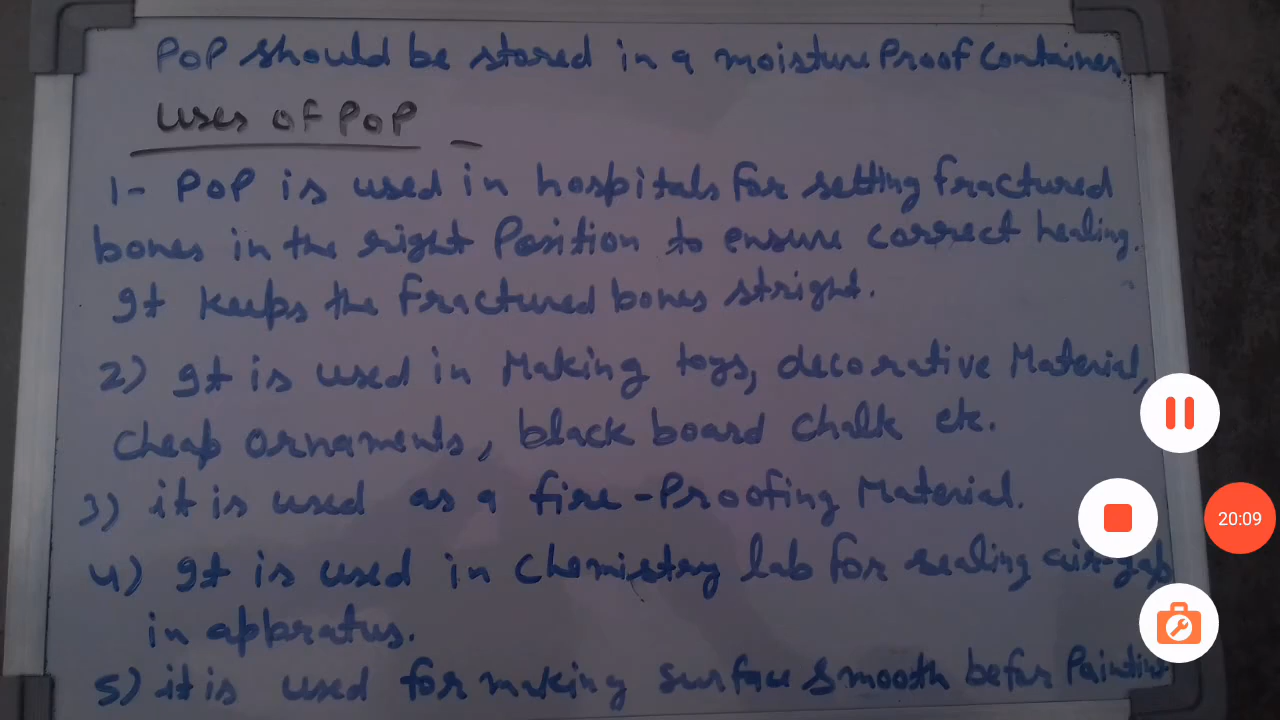 POP should be stored in a moisture Proof Container.
Uses of POP -
1- POP is used in hospitals for setting fractured
bones in the right Position to ensure correct healing.
It keeps the fractured bones stright.
2) It is used in Making toys, decorative Material,
cheap ornaments, black board chalk etc.
3) it is used as a fire-Proofing Material.
4) It is used in Chemistry lab for sealing air-gap
in appratus.
5) it is used for making surface smooth befor Painting
20:09